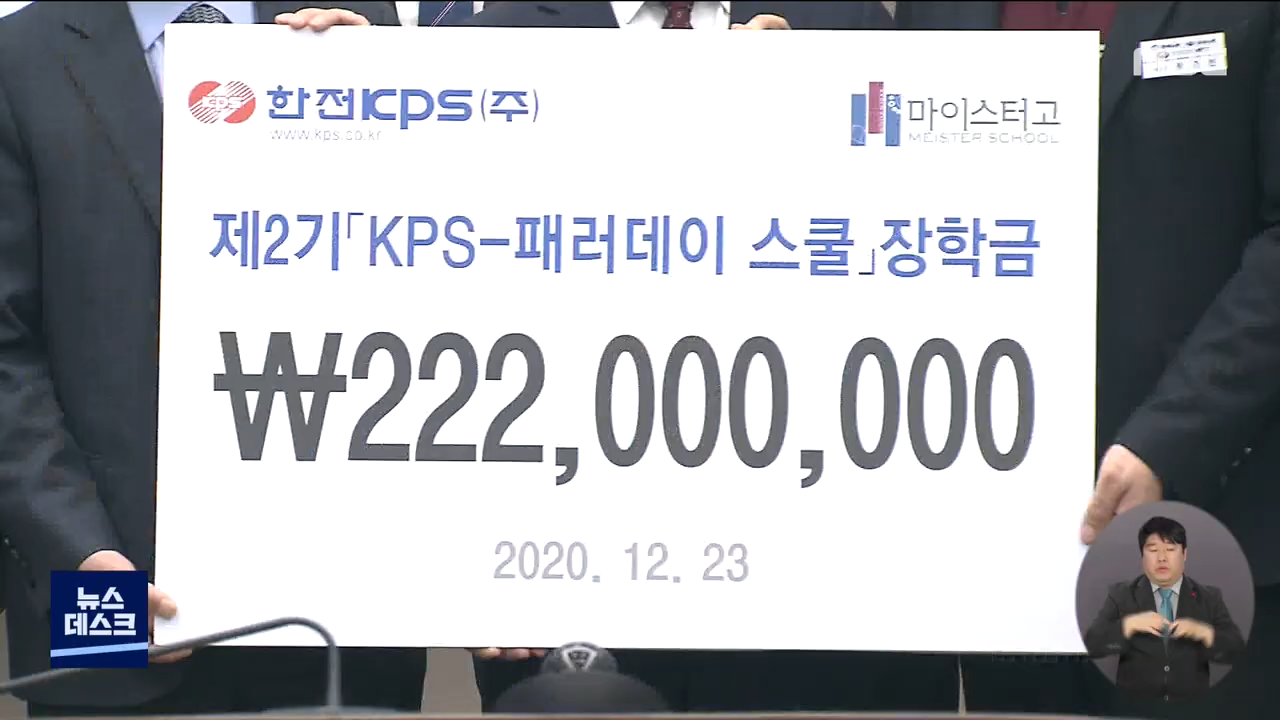 KPS 한전KPS(주)
www.kps.co.kr
마이스터고
MEISTER SCHOOL
제2기「KPS-패러데이 스쿨」장학금
₩222,000,000
2020. 12. 23
뉴스
데스크